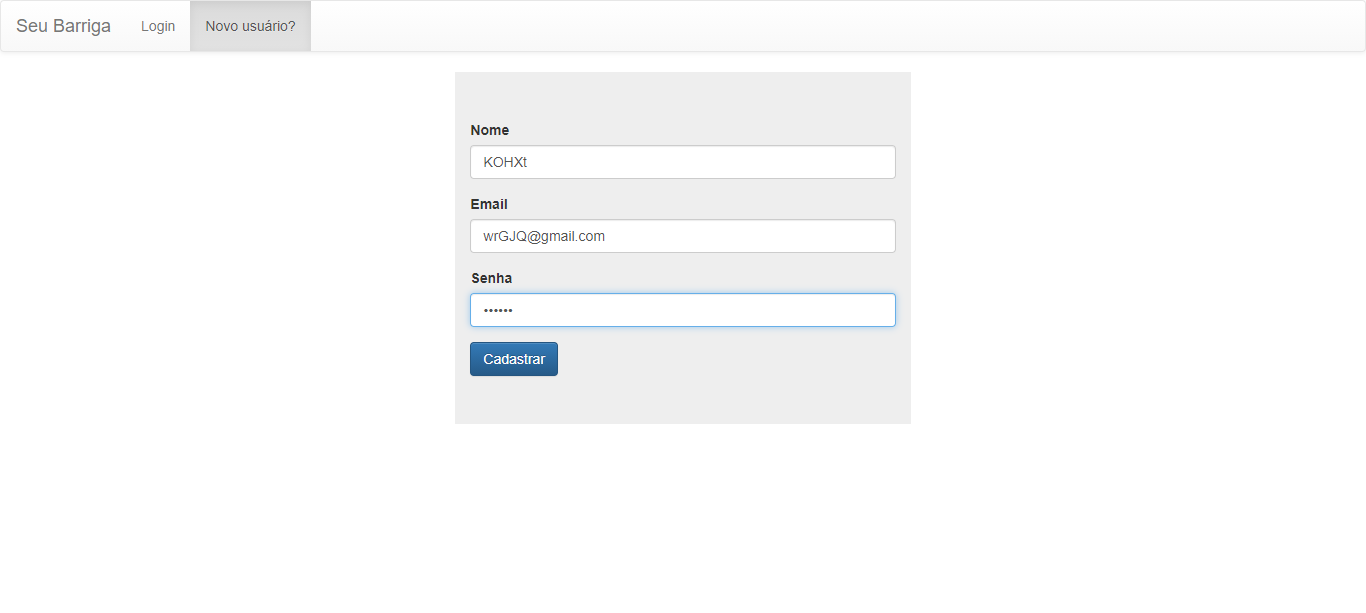 Seu Barriga Login Novo usuário?
Nome
KOHXt
Email
wrGJQ@gmail.com
Senha
••••••
Cadastrar